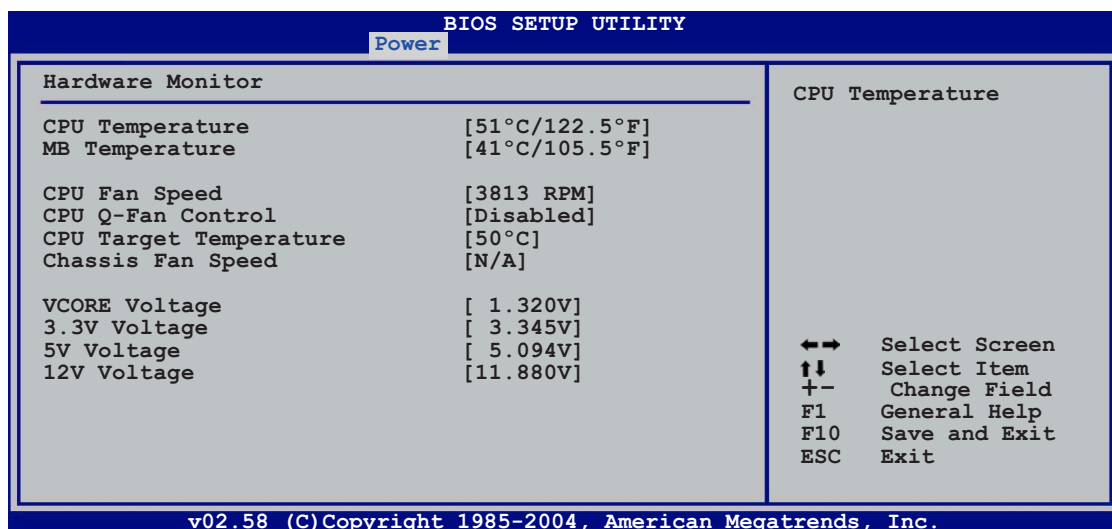 BIOS SETUP UTILITY
Power
Hardware Monitor
CPU Temperature [51°C/122.5°F]
MB Temperature [41°C/105.5°F]
CPU Fan Speed [3813 RPM]
CPU Q-Fan Control [Disabled]
CPU Target Temperature [50°C]
Chassis Fan Speed [N/A]
VCORE Voltage [ 1.320V]
3.3V Voltage [ 3.345V]
5V Voltage [ 5.094V]
12V Voltage [11.880V]
CPU Temperature
←→ Select Screen
↑↓ Select Item
+- Change Field
F1 General Help
F10 Save and Exit
ESC Exit
v02.58 (C)Copyright 1985-2004, American Megatrends, Inc.